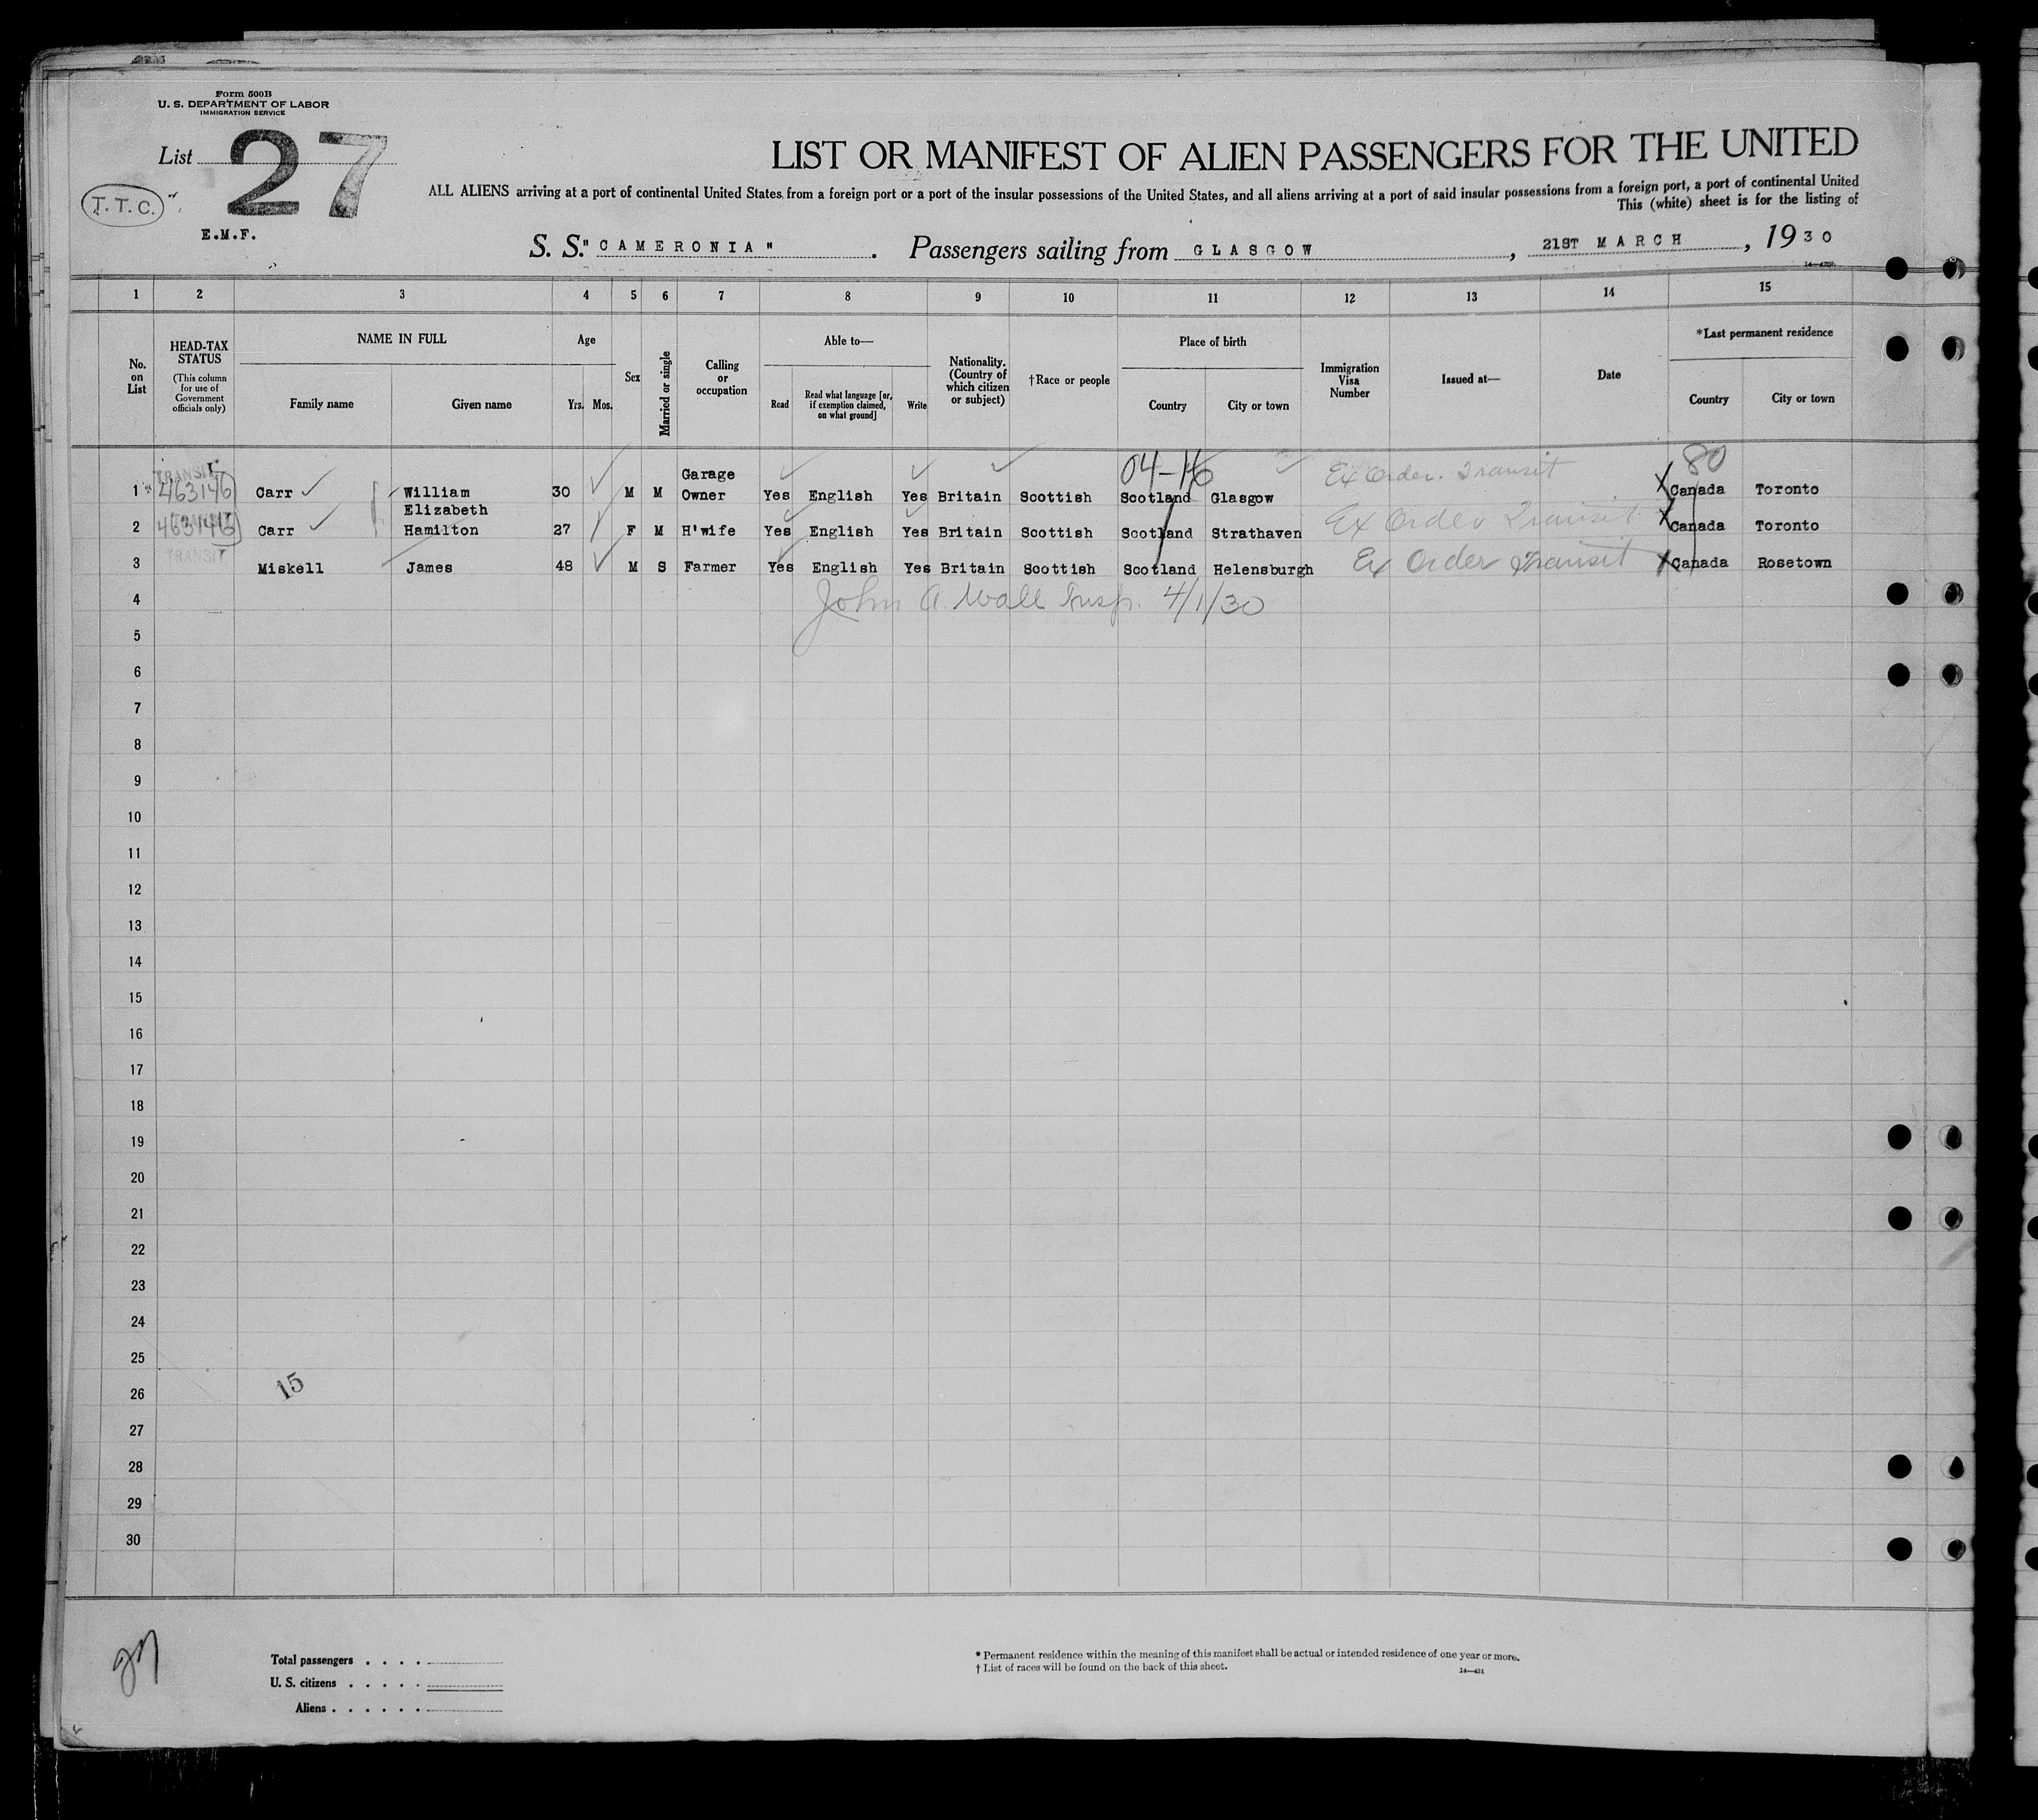 Form 500B
U. S. DEPARTMENT OF LABOR
IMMIGRATION SERVICE
List 27
T. T. C.
E.M.F.
LIST OR MANIFEST OF ALIEN PASSENGERS FOR THE UNITED
ALL ALIENS arriving at a port of continental United States from a foreign port or a port of the insular possessions of the United States, and all aliens arriving at a port of said insular possessions from a foreign port, a port of continental United
This (white) sheet is for the listing of
S. S. "CAMERONIA". Passengers sailing from GLASGOW, 21ST MARCH, 1930
1 2 3 4 5 6 7 8 9 10 11 12 13 14 15
No. on List
HEAD-TAX STATUS
(This column for use of Government officials only)
NAME IN FULL
Family name Given name
Age
Yrs. Mos.
Sex
Married or single
Calling or occupation
Able to—
Read
Read what language [or, if exemption claimed, on what ground]
Write
Nationality. (Country of which citizen or subject)
†Race or people
Place of birth
Country City or town
Immigration Visa Number
Issued at—
Date
*Last permanent residence
Country City or town
04-16 80
1 TRANSIT 463146 Carr William 30 M M Garage Owner Yes English Yes Britain Scottish Scotland Glasgow Ex Order. Transit X Canada Toronto
2 463146 Carr Elizabeth Hamilton 27 F M H'wife Yes English Yes Britain Scottish Scotland Strathaven Ex Order Transit X Canada Toronto
3 TRANSIT Miskell James 48 M S Farmer Yes English Yes Britain Scottish Scotland Helensburgh Ex Order Transit X Canada Rosetown
4 John A. Wall Insp. 4/1/30
5
6
7
8
9
10
11
12
13
14
15
16
17
18
19
20
21
22
23
24
25
26 15
27
28
29
30
Total passengers . . . .
U. S. citizens . . . . .
Aliens . . . . . .
* Permanent residence within the meaning of this manifest shall be actual or intended residence of one year or more.
† List of races will be found on the back of this sheet.
14—431